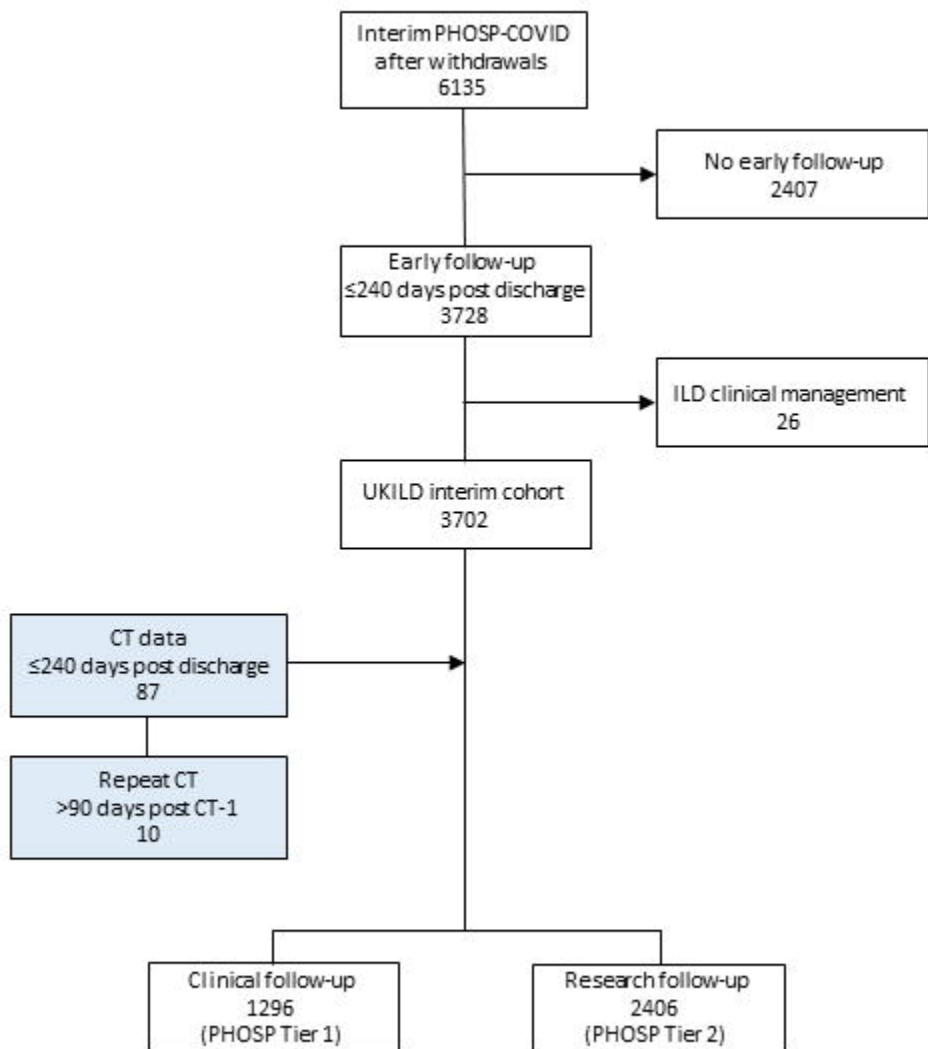 Interim PHOSP-COVID
after withdrawals
6135
No early follow-up
2407
Early follow-up
≤240 days post discharge
3728
ILD clinical management
26
UKILD interim cohort
3702
CT data
≤240 days post discharge
87
Repeat CT
>90 days post CT-1
10
Clinical follow-up
1296
(PHOSP Tier 1)
Research follow-up
2406
(PHOSP Tier 2)